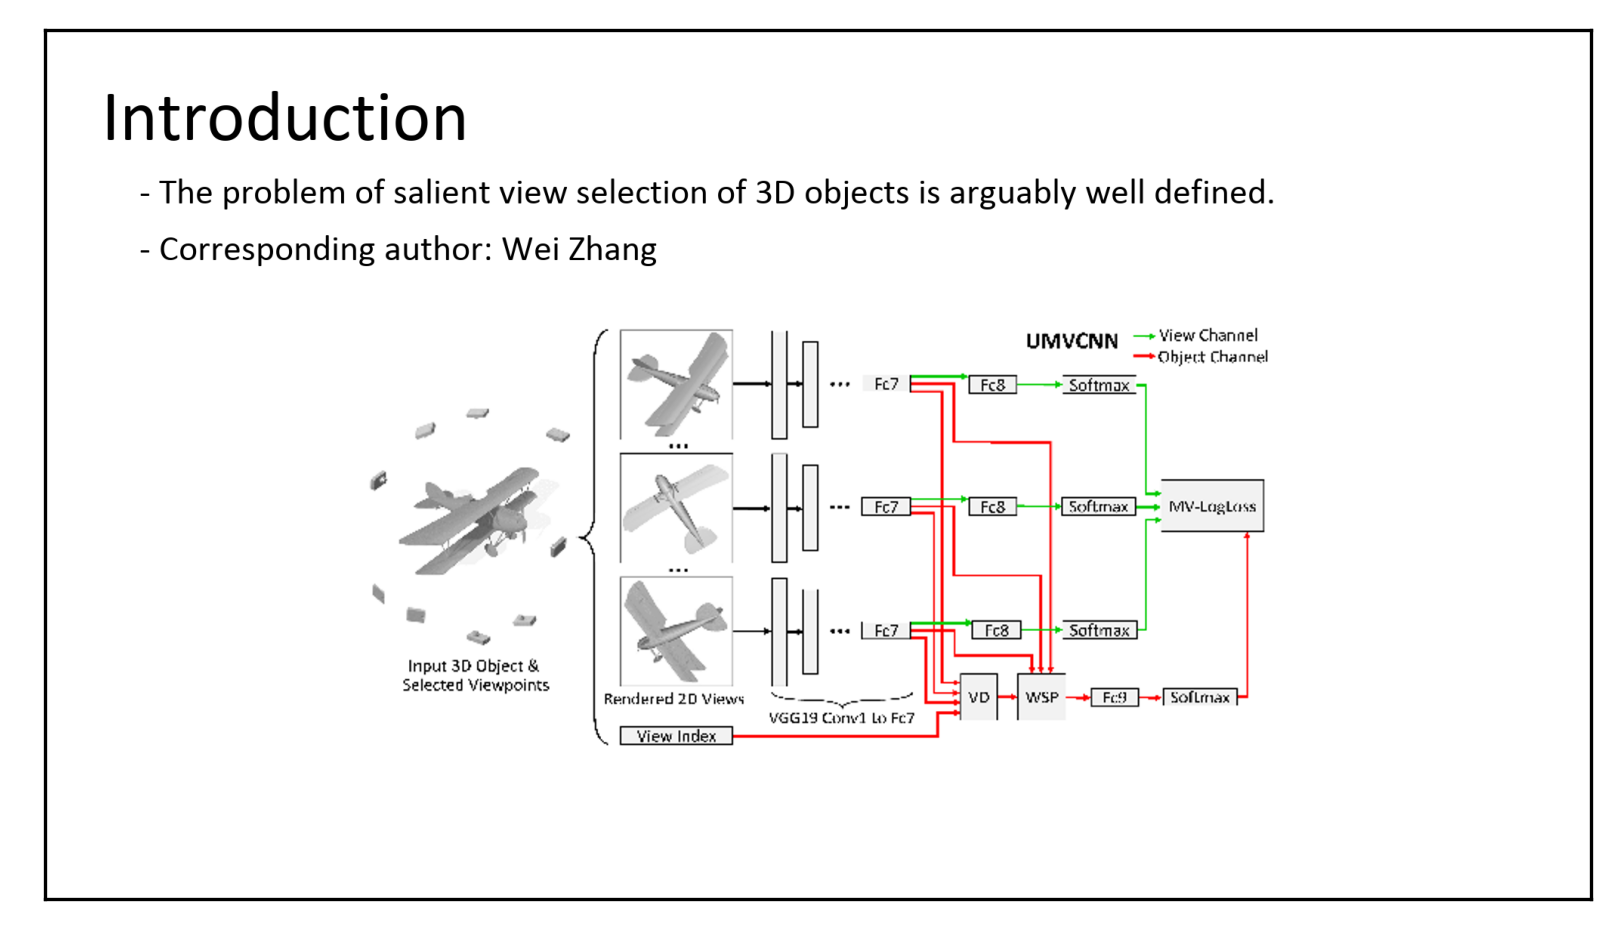 Introduction
- The problem of salient view selection of 3D objects is arguably well defined.
- Corresponding author: Wei Zhang
UMVCNN
View Channel
Object Channel
... Fc7 Fc8 Softmax
...
... Fc7 Fc8 Softmax MV-LogLoss
...
... Fc7 Fc8 Softmax
Input 3D Object &
Selected Viewpoints
Rendered 2D Views
VGG19 Conv1 to Fc7
VD WSP Fc9 Softmax
View Index